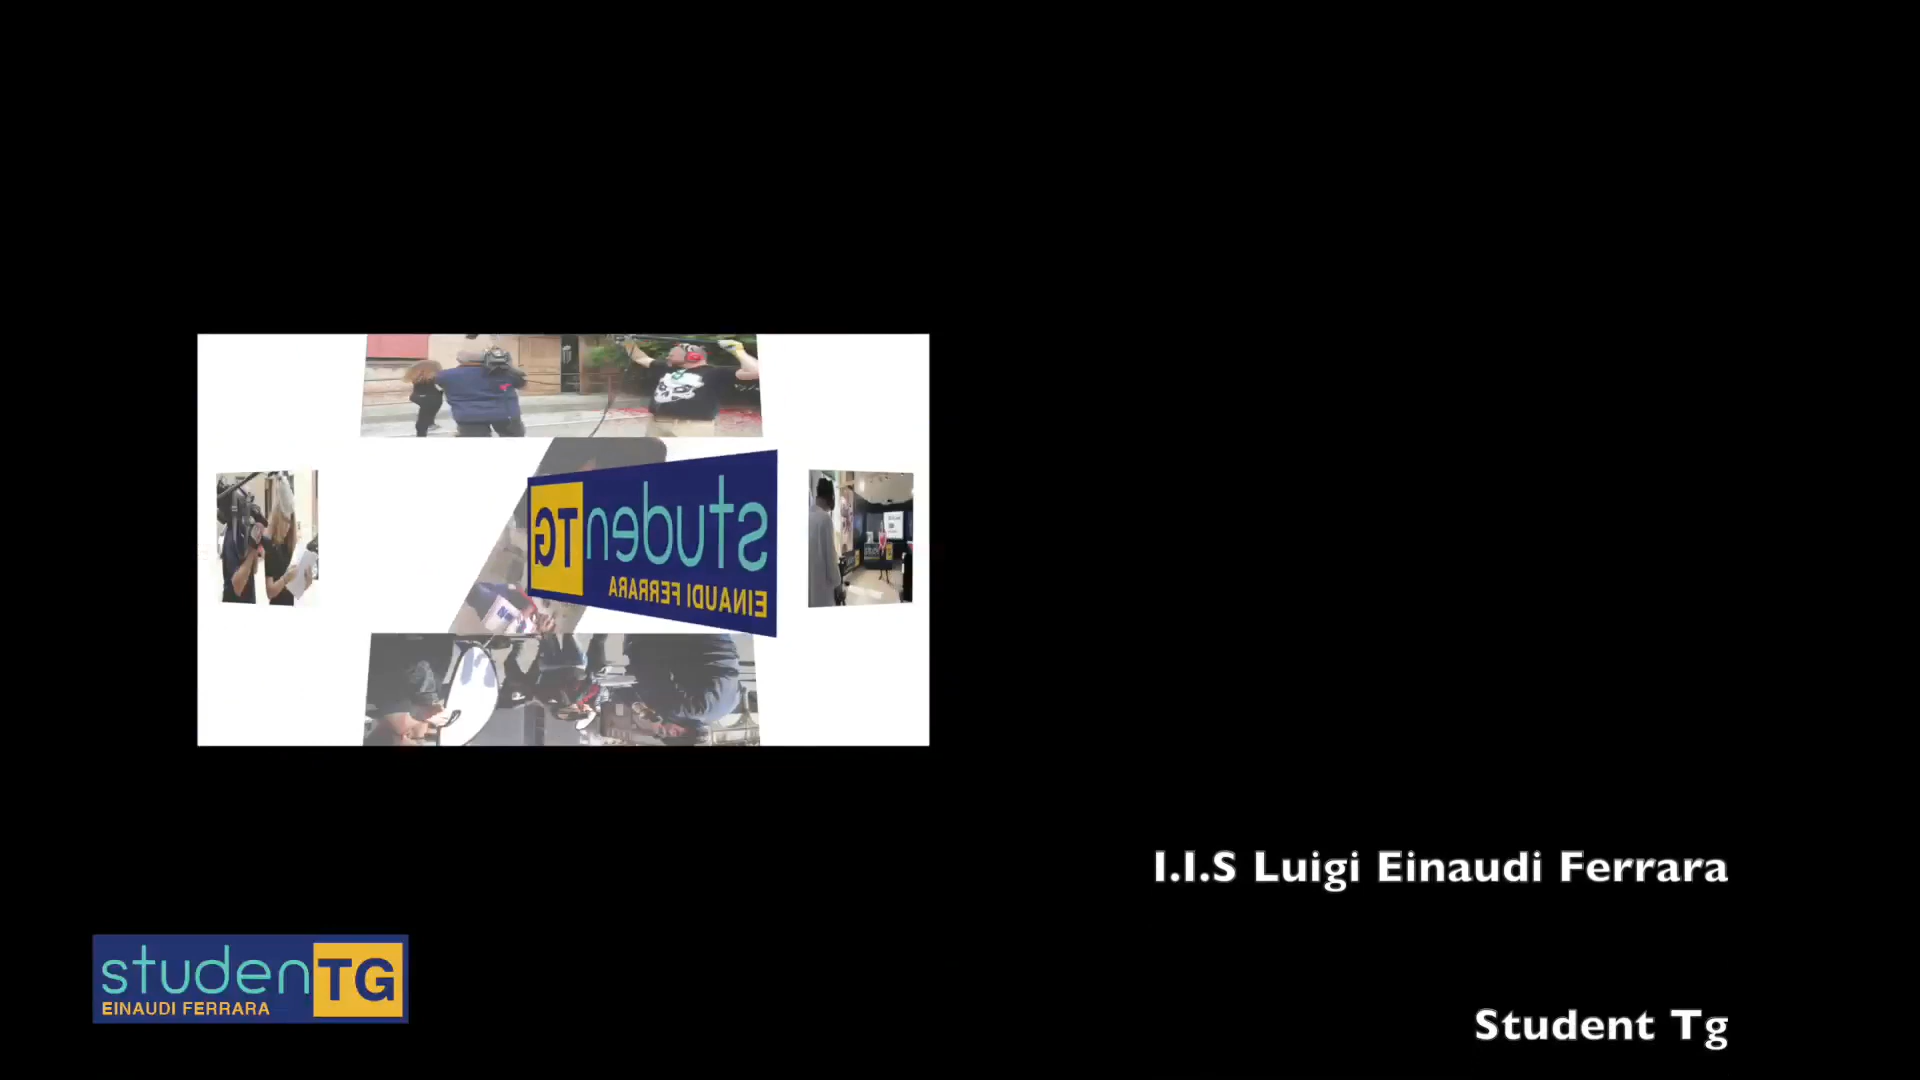 studenTG
EINAUDI FERRARA
I.I.S Luigi Einaudi Ferrara
studenTG
EINAUDI FERRARA
Student Tg